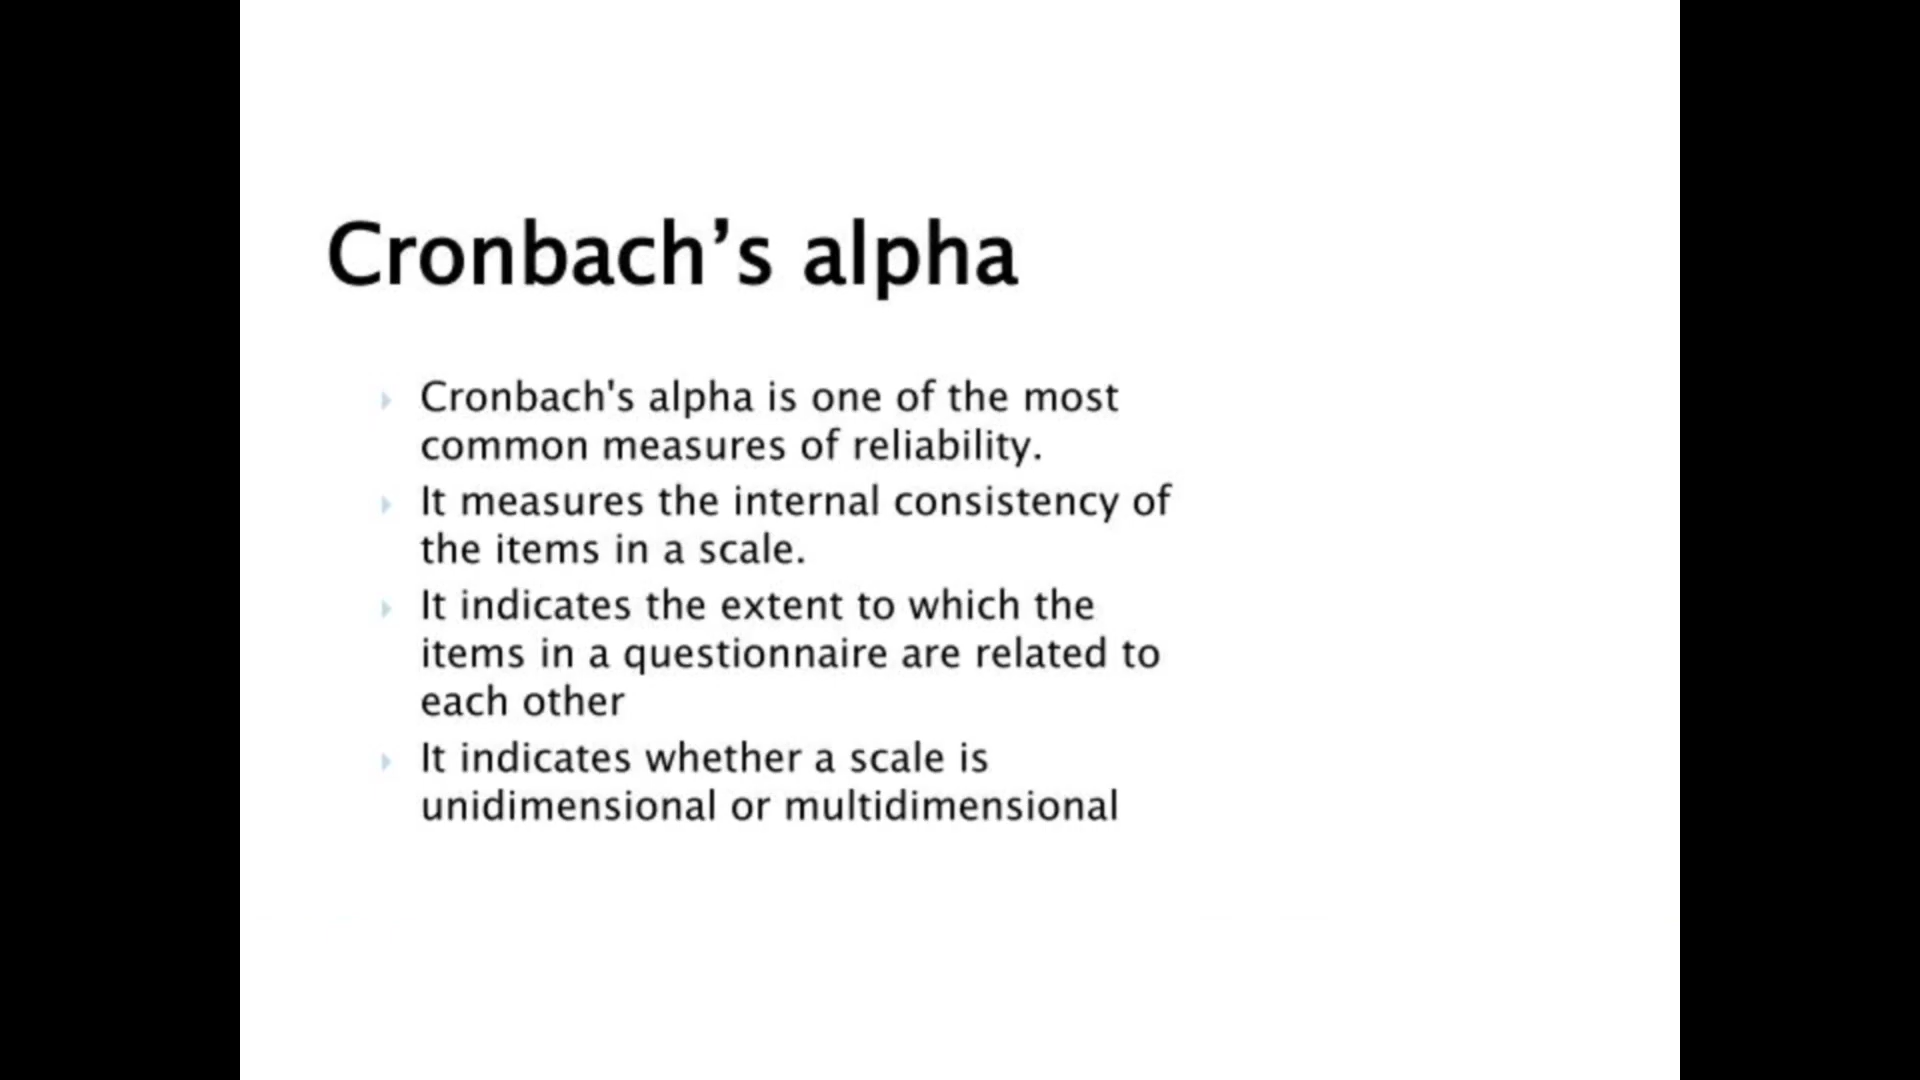 Cronbach’s alpha
Cronbach's alpha is one of the most
common measures of reliability.
It measures the internal consistency of
the items in a scale.
It indicates the extent to which the
items in a questionnaire are related to
each other
It indicates whether a scale is
unidimensional or multidimensional